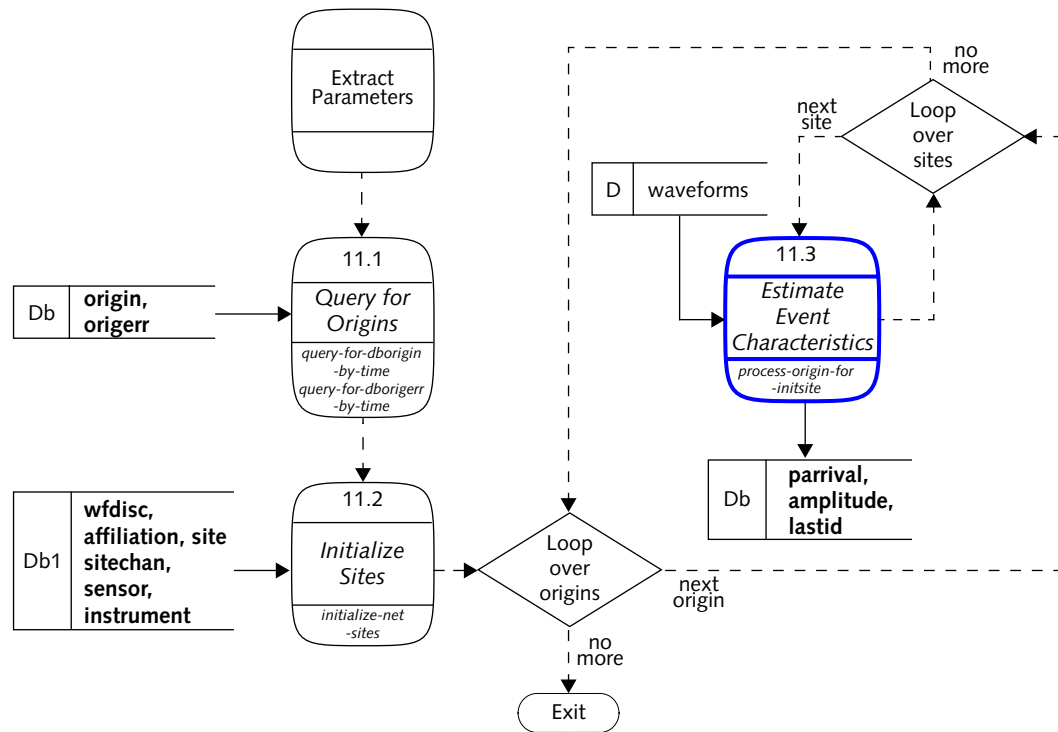 Extract
Parameters
11.1
Query for
Origins
query-for-dborigin
-by-time
query-for-dborigerr
-by-time
Db
origin,
origerr
11.2
Initialize
Sites
initialize-net
-sites
Db1
wfdisc,
affiliation, site
sitechan,
sensor,
instrument
Loop
over
origins
next
origin
no
more
Exit
no
more
Loop
over
sites
next
site
D
waveforms
11.3
Estimate
Event
Characteristics
process-origin-for
-initsite
Db
parrival,
amplitude,
lastid